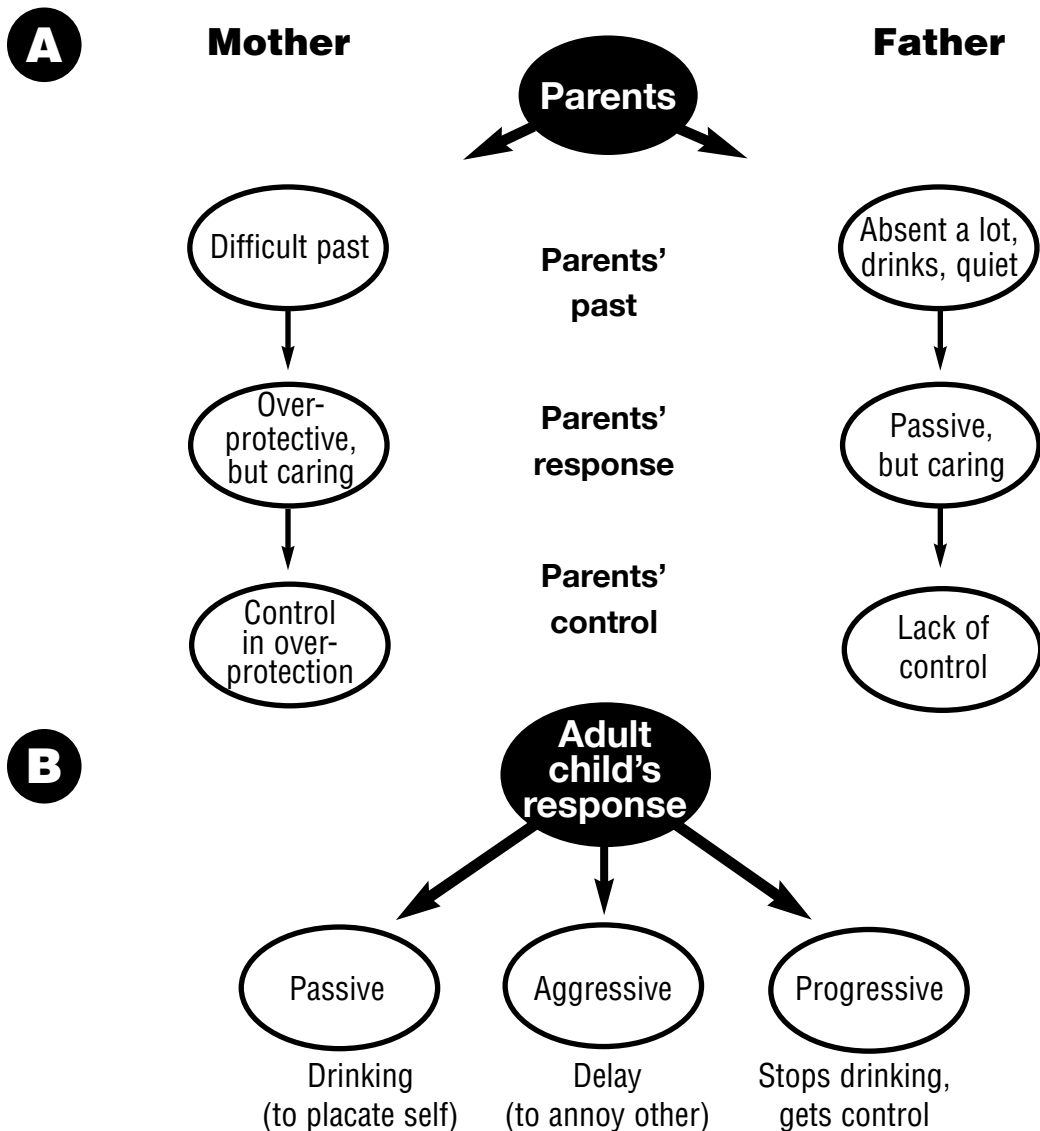 A
Mother
Father
Parents
Difficult past
Parents’
past
Absent a lot,
drinks, quiet
Over-
protective,
but caring
Parents’
response
Passive,
but caring
Control
in over-
protection
Parents’
control
Lack of
control
B
Adult
child’s
response
Passive
Aggressive
Progressive
Drinking
(to placate self)
Delay
(to annoy other)
Stops drinking,
gets control